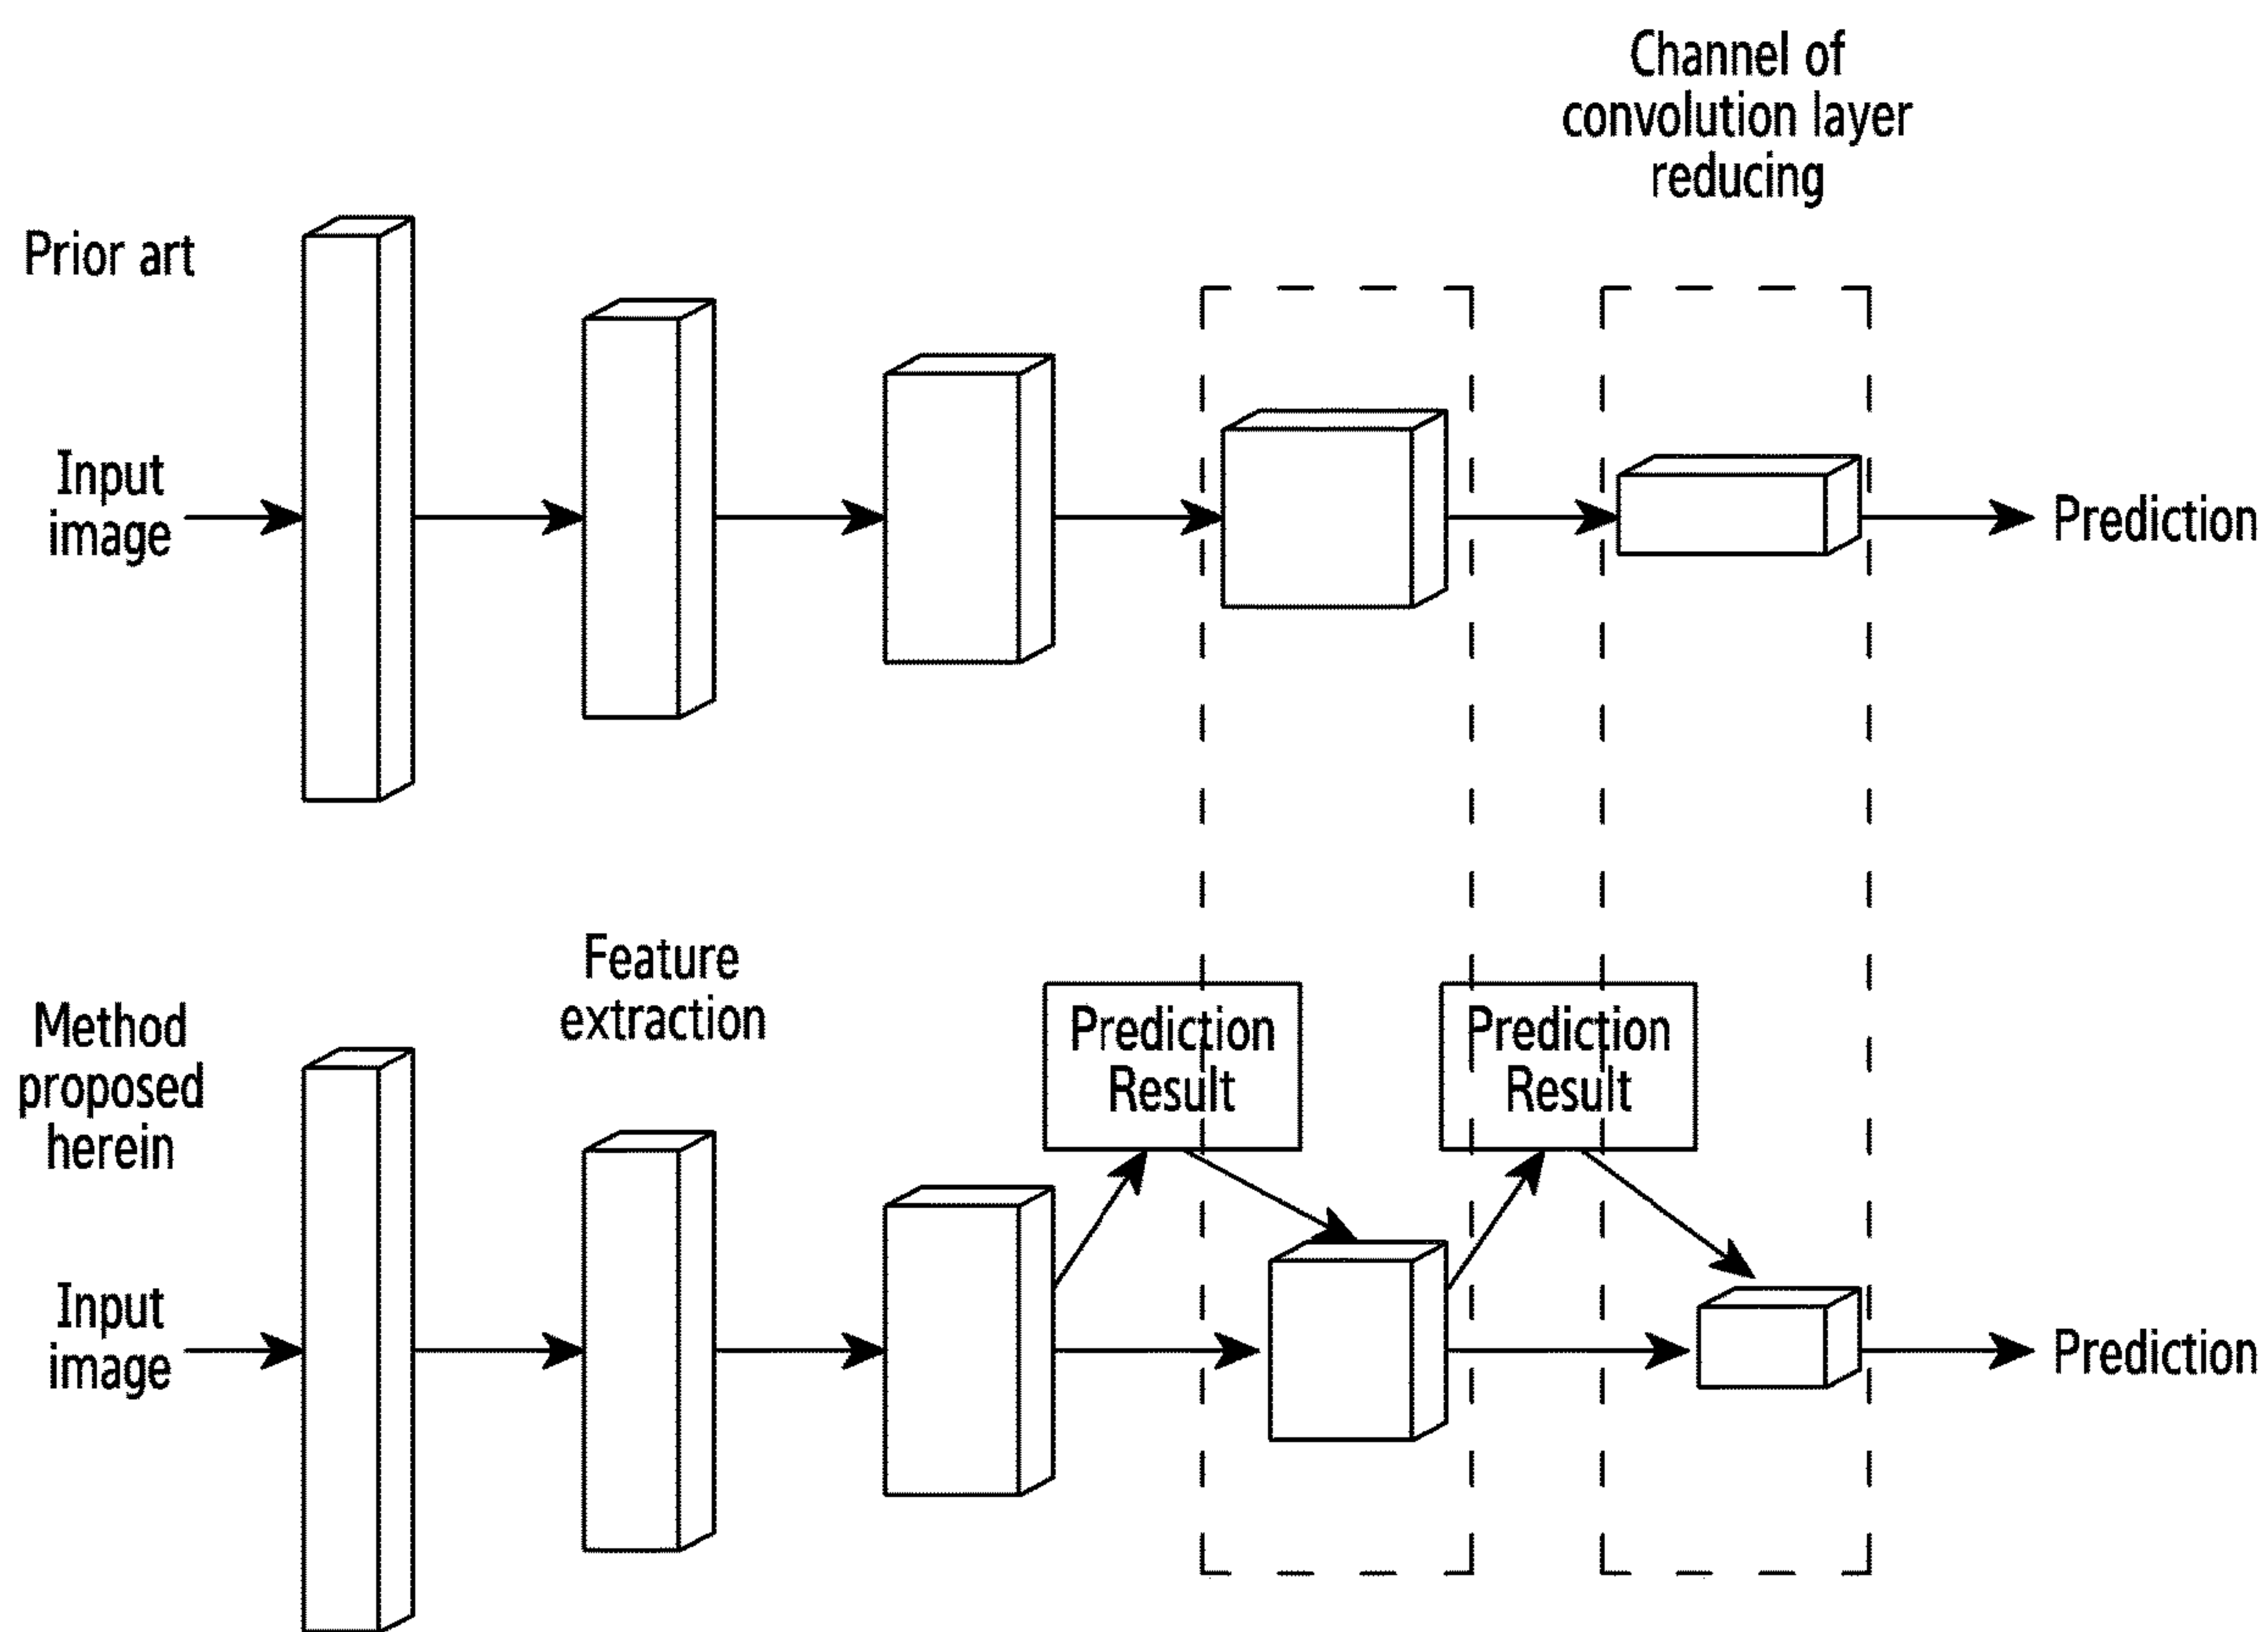 Channel of
convolution layer
reducing
Prior art
Input
image
Prediction
Feature
extraction
Prediction
Result
Prediction
Result
Method
proposed
herein
Input
image
Prediction